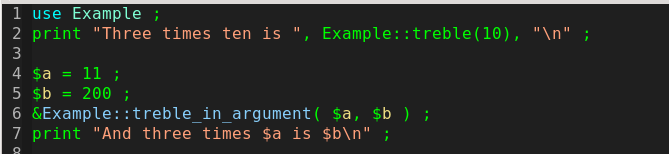 1 use Example ;
2 print "Three times ten is ", Example::treble(10), "\n" ;
3
4 $a = 11 ;
5 $b = 200 ;
6 &Example::treble_in_argument( $a, $b ) ;
7 print "And three times $a is $b\n" ;
8